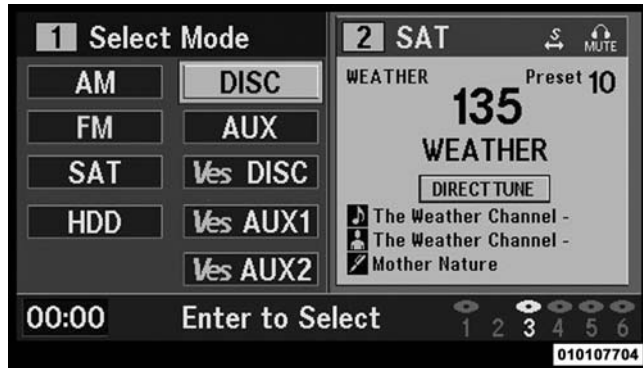 1 Select Mode
AM
DISC
FM
AUX
SAT
Ves DISC
HDD
Ves AUX1
Ves AUX2
2 SAT
S
MUTE
WEATHER
Preset 10
135
WEATHER
DIRECT TUNE
The Weather Channel -
The Weather Channel -
Mother Nature
00:00
Enter to Select
1 2 3 4 5 6
010107704